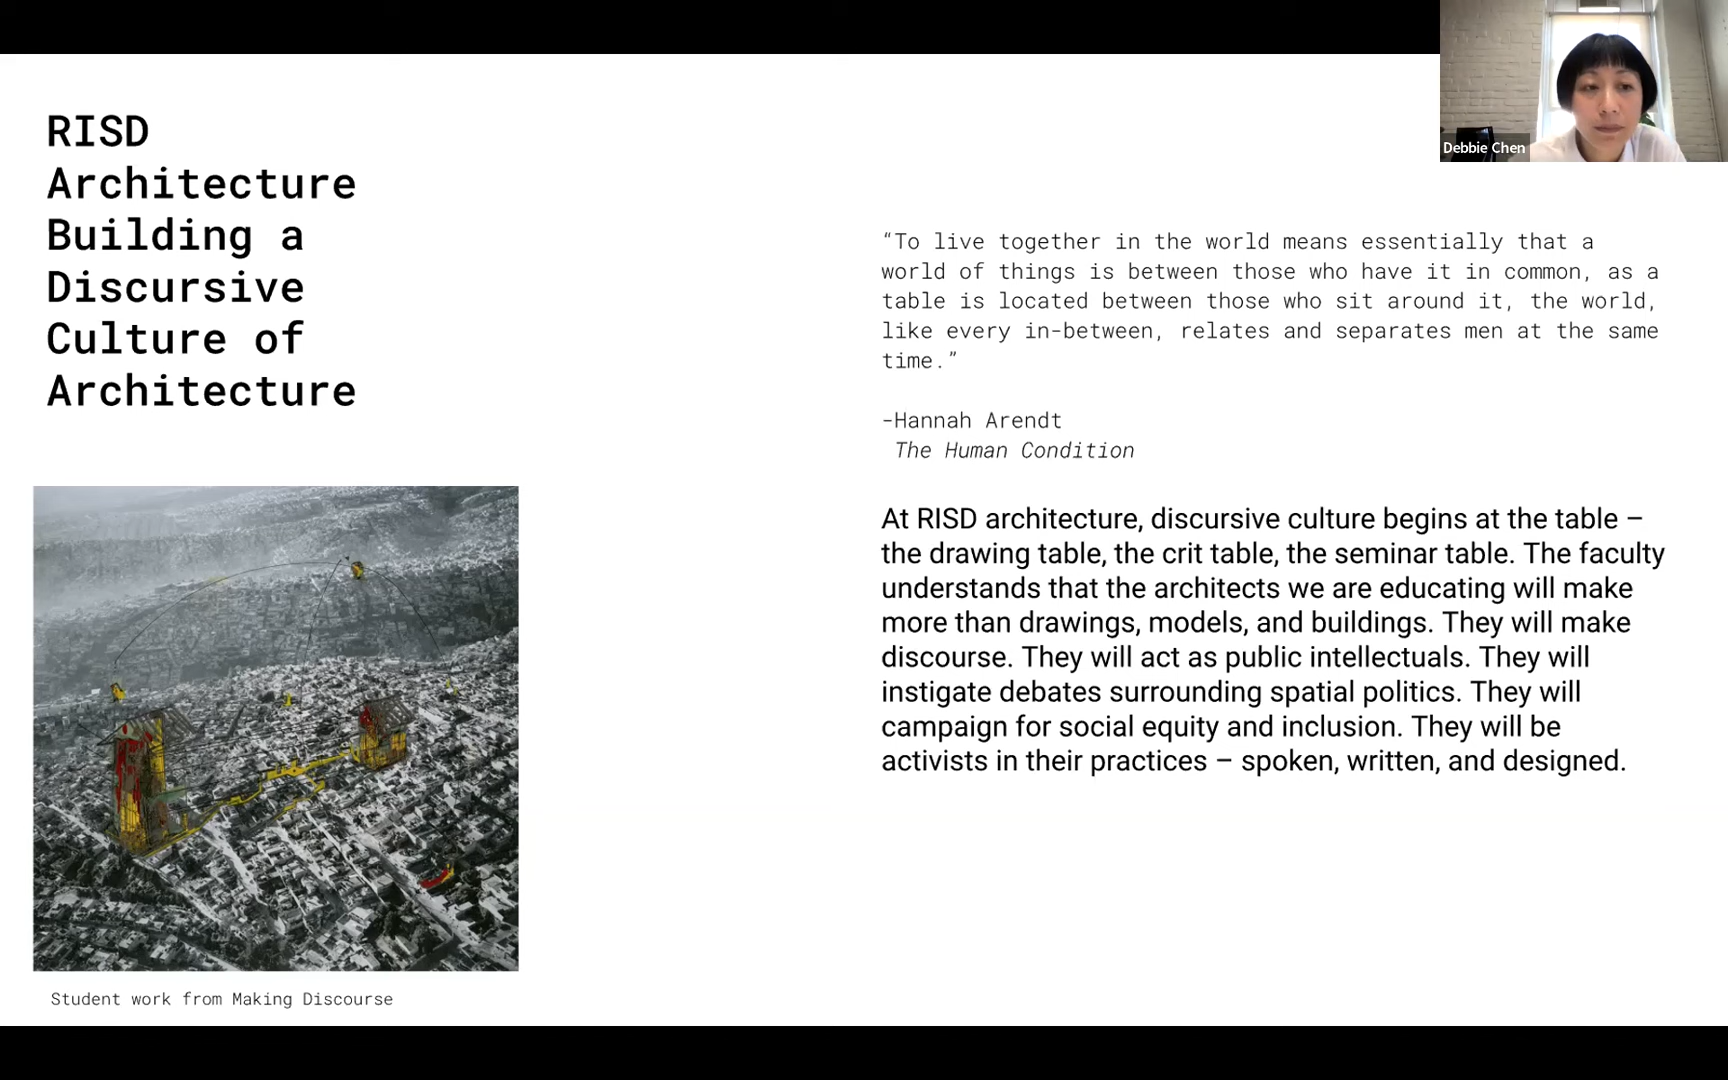 RISD
Architecture
Building a
Discursive
Culture of
Architecture
Debbie Chen
“To live together in the world means essentially that a
world of things is between those who have it in common, as a
table is located between those who sit around it, the world,
like every in-between, relates and separates men at the same
time.”
–Hannah Arendt
The Human Condition
At RISD architecture, discursive culture begins at the table –
the drawing table, the crit table, the seminar table. The faculty
understands that the architects we are educating will make
more than drawings, models, and buildings. They will make
discourse. They will act as public intellectuals. They will
instigate debates surrounding spatial politics. They will
campaign for social equity and inclusion. They will be
activists in their practices – spoken, written, and designed.
Student work from Making Discourse